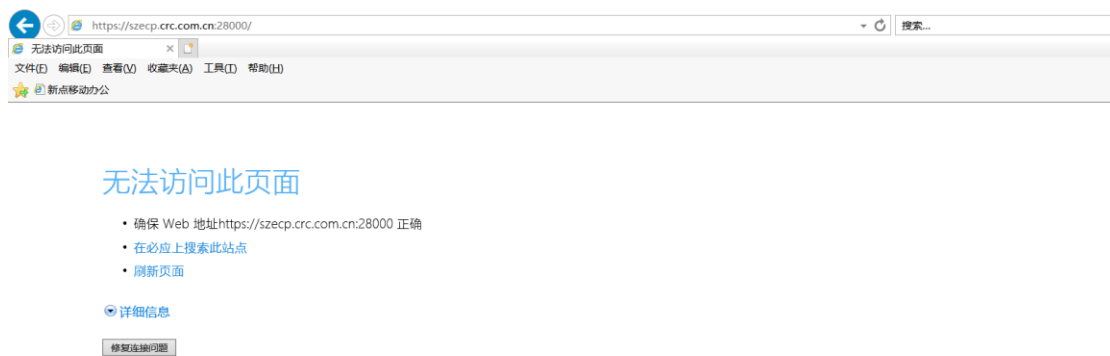 https://szecp.crc.com.cn:28000/
搜索...
无法访问此页面
文件(F) 编辑(E) 查看(V) 收藏夹(A) 工具(T) 帮助(H)
新点移动办公
无法访问此页面
• 确保 Web 地址https://szecp.crc.com.cn:28000 正确
• 在必应上搜索此站点
• 刷新页面
详细信息
修复连接问题